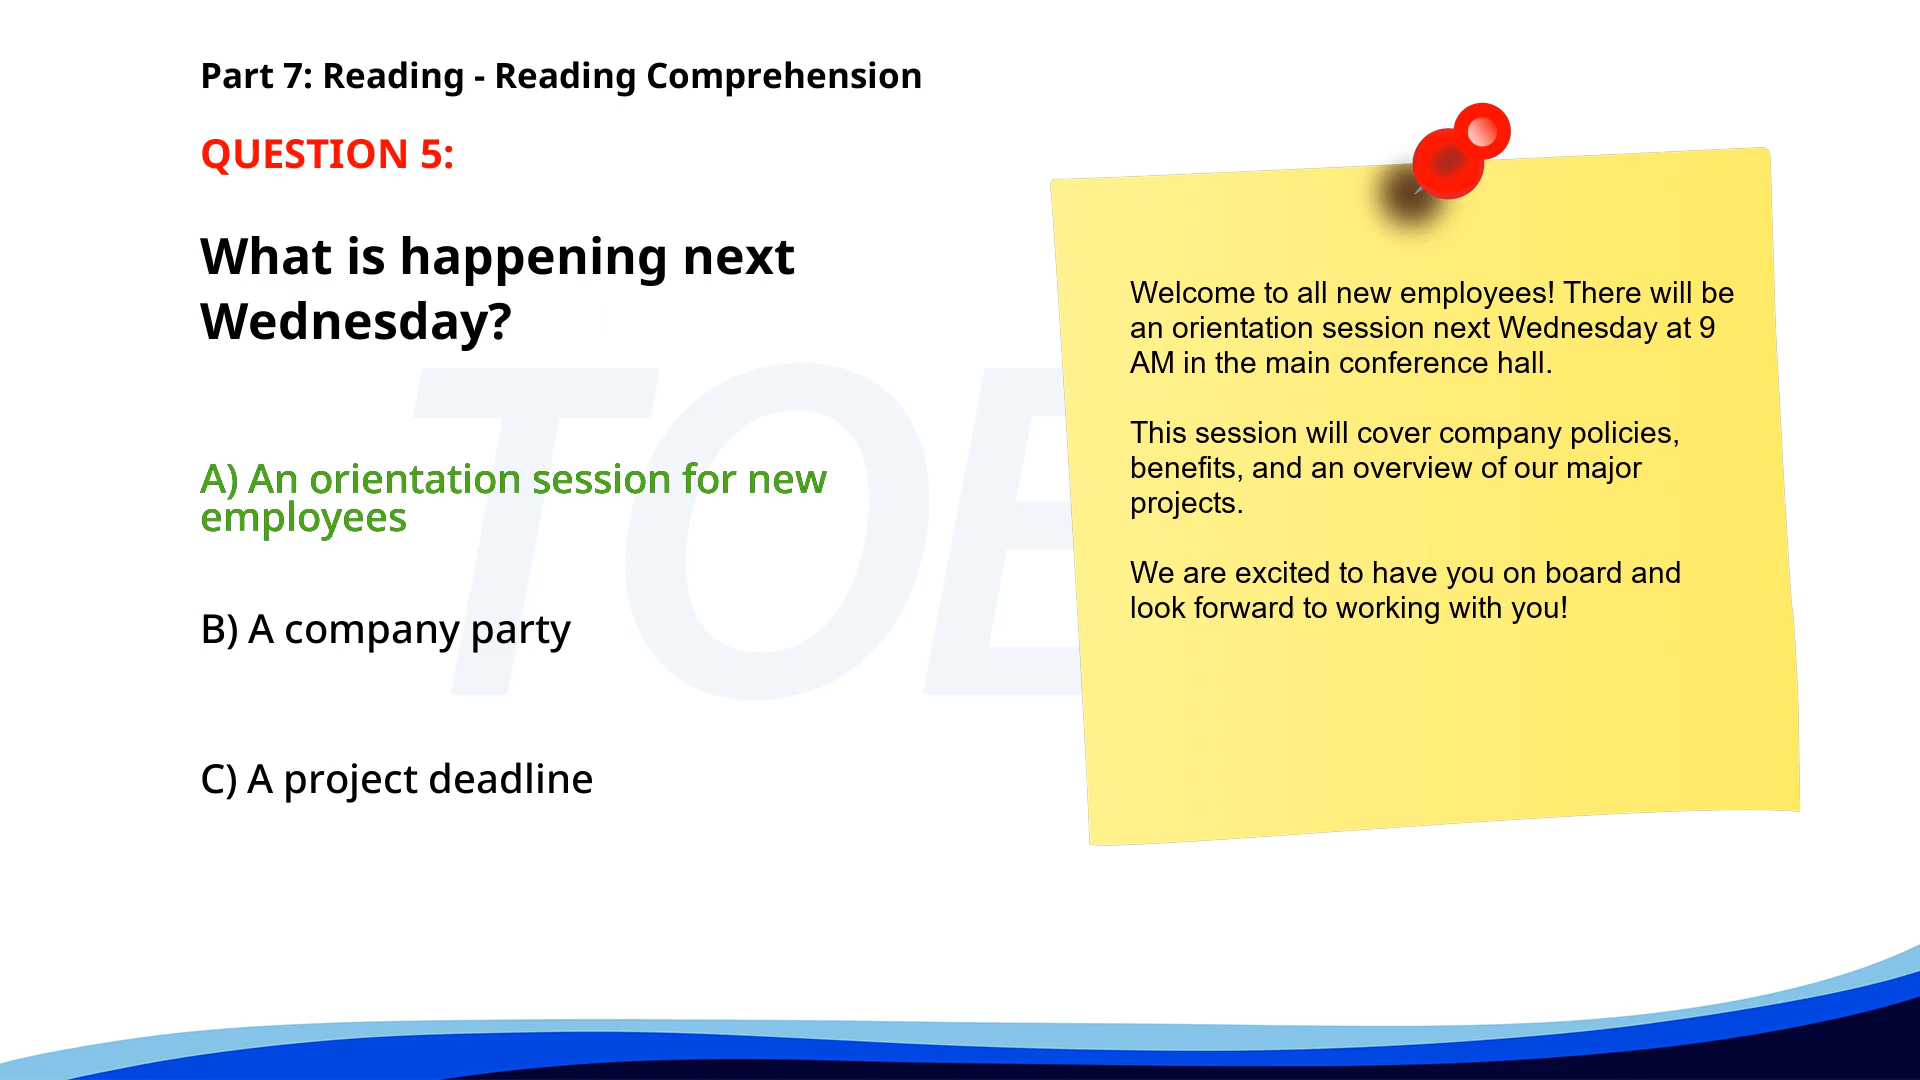 Part 7: Reading - Reading Comprehension
QUESTION 5:
What is happening next
Wednesday?
A) An orientation session for new
employees
B) A company party
C) A project deadline
Welcome to all new employees! There will be
an orientation session next Wednesday at 9
AM in the main conference hall.
This session will cover company policies,
benefits, and an overview of our major
projects.
We are excited to have you on board and
look forward to working with you!